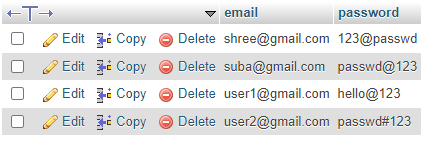 email password
Edit Copy Delete shree@gmail.com 123@passwd
Edit Copy Delete suba@gmail.com passwd@123
Edit Copy Delete user1@gmail.com hello@123
Edit Copy Delete user2@gmail.com passwd#123